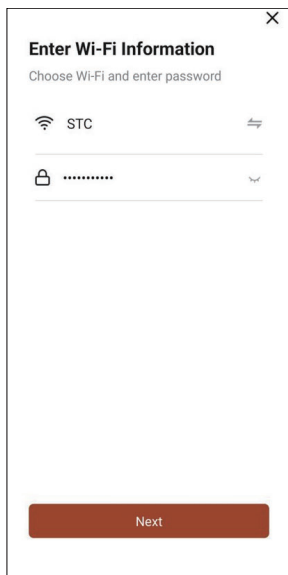 Enter Wi-Fi Information
Choose Wi-Fi and enter password
STC
•••••••••••
Next